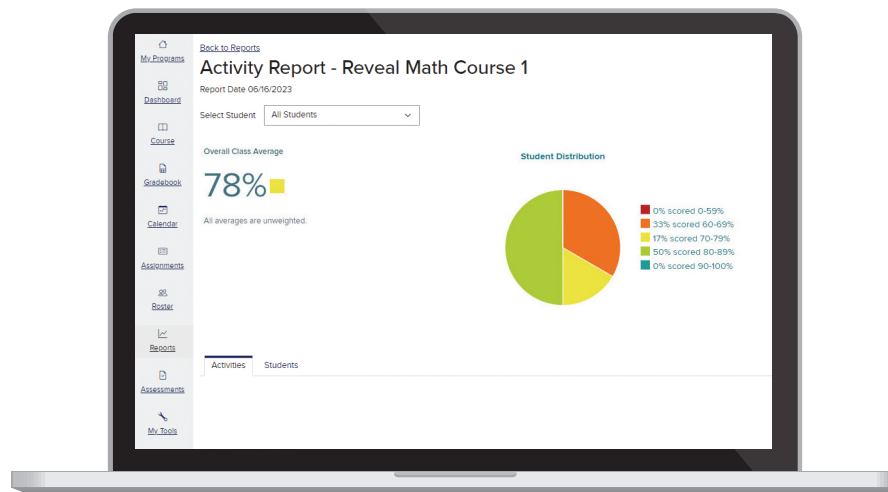 My Programs
Dashboard
Course
Gradebook
Calendar
Assignments
Roster
Reports
Assessments
My Tools
Back to Reports
Activity Report - Reveal Math Course 1
Report Date 06/16/2023
Select Student
All Students
Overall Class Average
78%
All averages are unweighted.
Student Distribution
0% scored 0-59%
33% scored 60-69%
17% scored 70-79%
50% scored 80-89%
0% scored 90-100%
Activities
Students